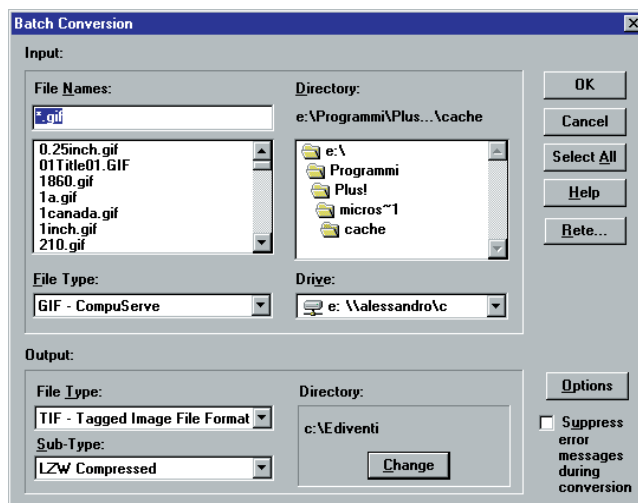 Batch Conversion
Input:
File Names:
*.gif
0.25inch.gif
01Title01.GIF
1860.gif
1a.gif
1canada.gif
1inch.gif
210.gif
File Type:
GIF - CompuServe
Directory:
e:\Programmi\Plus...\cache
e:\
Programmi
Plus!
micros~1
cache
Drive:
e: \\alessandro\c
OK
Cancel
Select All
Help
Rete...
Output:
File Type:
TIF - Tagged Image File Format
Sub-Type:
LZW Compressed
Directory:
c:\Ediventi
Change
Options
Suppress
error
messages
during
conversion